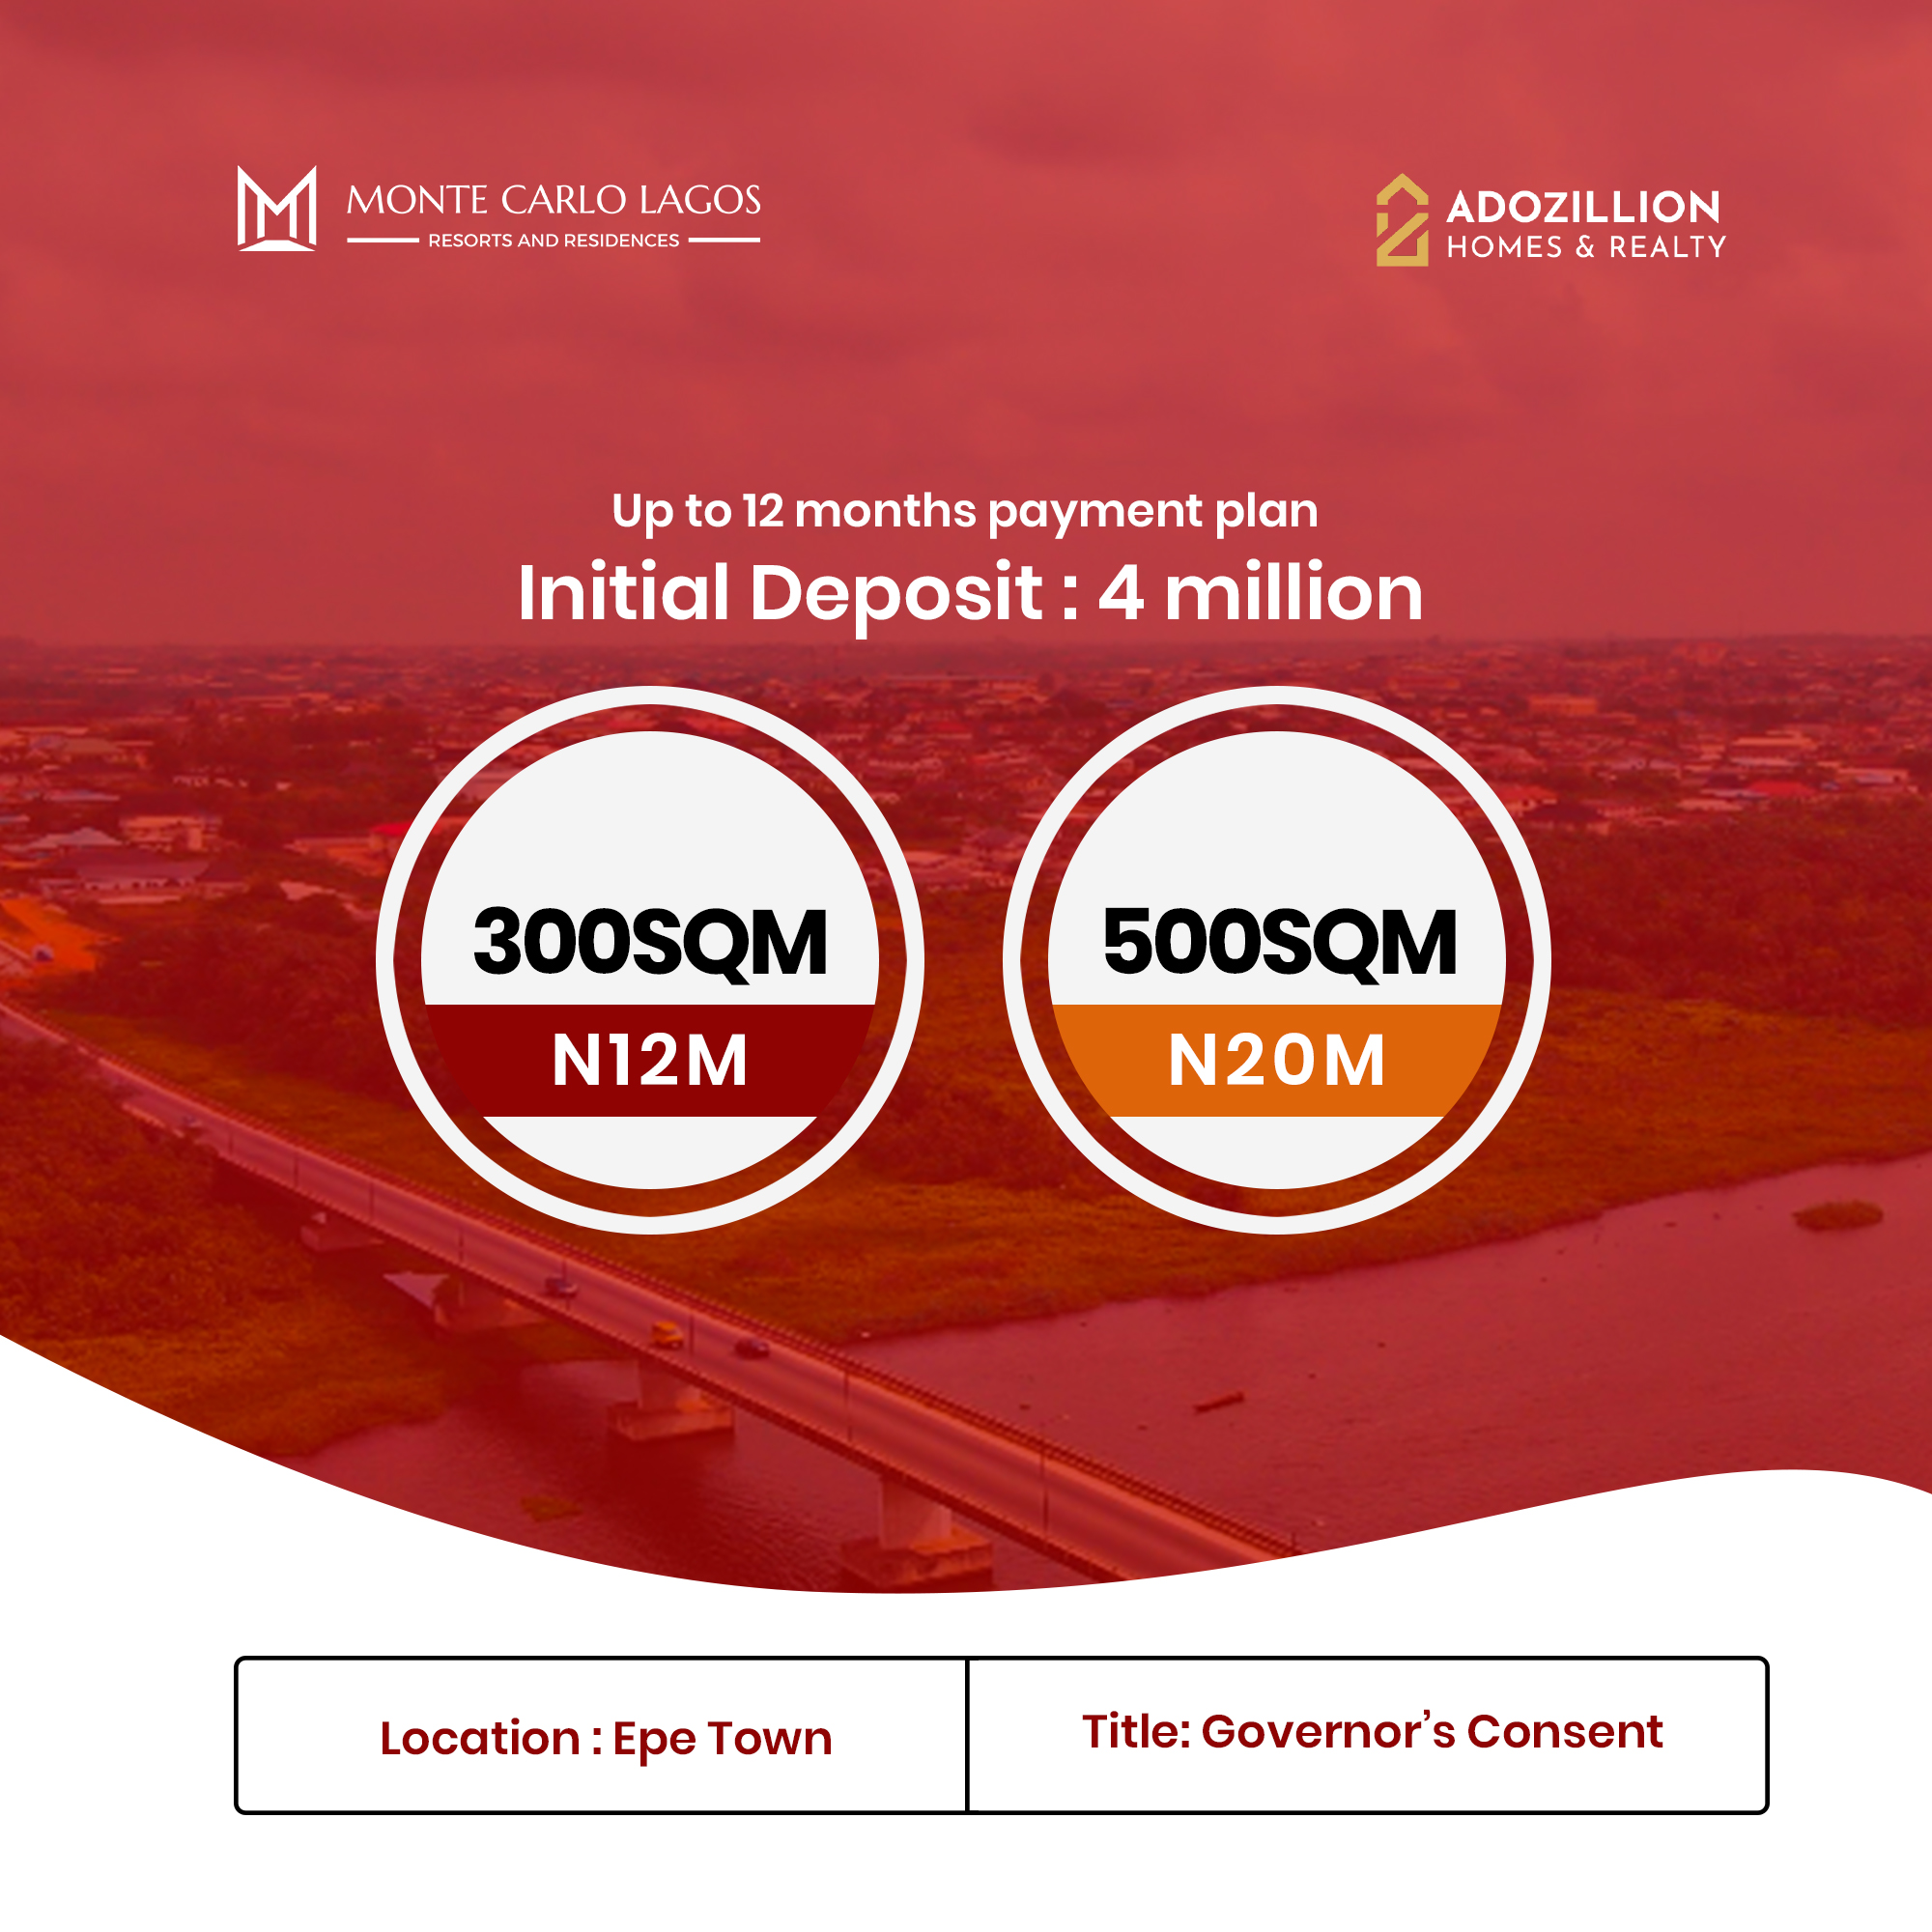 MONTE CARLO LAGOS
RESORTS AND RESIDENCES
ADOZILLION
HOMES & REALTY
Up to 12 months payment plan
Initial Deposit : 4 million
300SQM
N12M
500SQM
N20M
Location : Epe Town
Title: Governor’s Consent